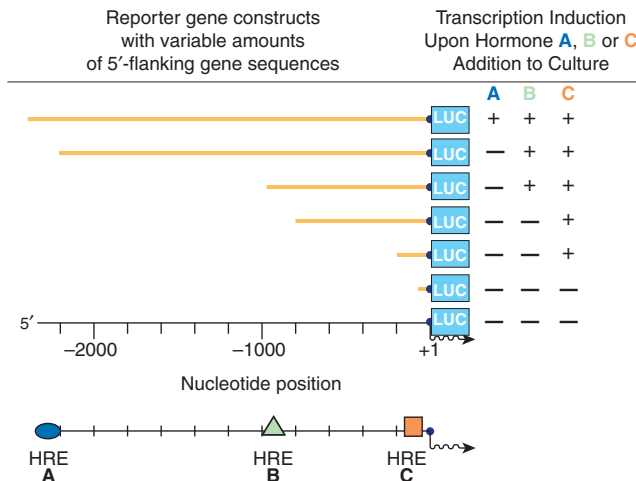 Reporter gene constructs
with variable amounts
of 5′-flanking gene sequences
Transcription Induction
Upon Hormone A, B or C
Addition to Culture
A B C
LUC + + +
LUC — + +
LUC — + +
LUC — — +
LUC — — +
LUC — — —
5′ LUC — — —
−2000 −1000 +1
Nucleotide position
HRE HRE HRE
A B C